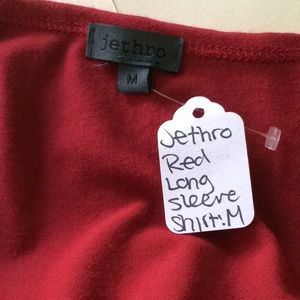 jethro
M
Jethro
Red
Long
Sleeve
Shirt:M